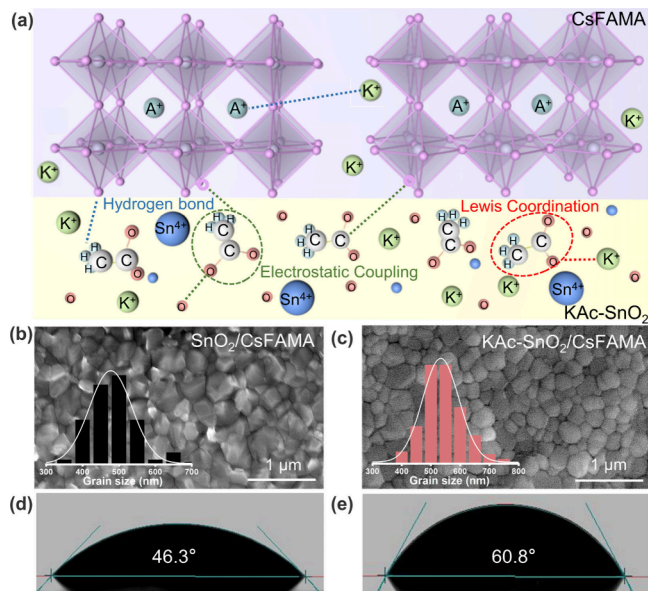 (a)
CsFAMA
K⁺
A⁺ A⁺ A⁺ A⁺
K⁺
K⁺
Hydrogen bond
Lewis Coordination
K⁺ Sn⁴⁺ H H H C C O O
H H H C C O O
H H H C C O O
K⁺
H H H C C O O
H H H C C O O
K⁺
Electrostatic Coupling
O K⁺ O Sn⁴⁺ O K⁺ K⁺ Sn⁴⁺ O
KAc-SnO₂
(b)
SnO₂/CsFAMA
300 400 500 600 700
Grain size (nm)
1 µm
(c)
KAc-SnO₂/CsFAMA
300 400 500 600 700 800
Grain size (nm)
1 µm
(d)
46.3°
(e)
60.8°